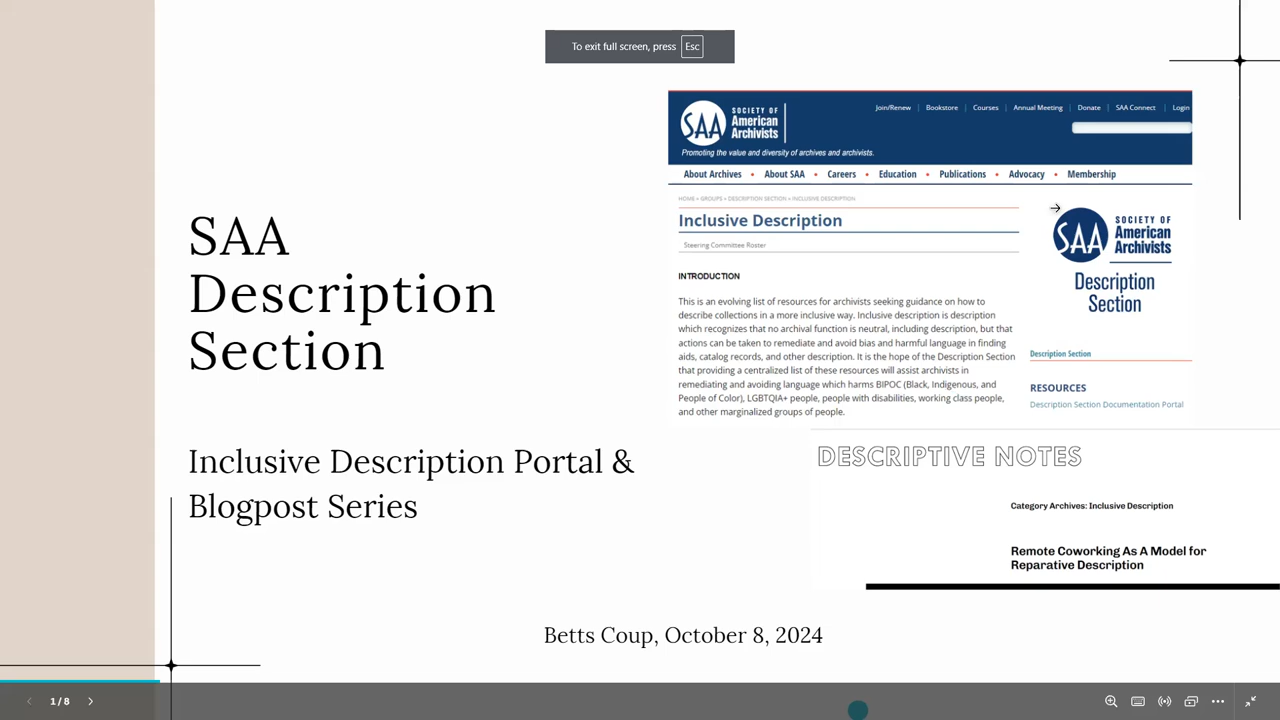 To exit full screen, press Esc
SOCIETY OF
American
Archivists
SAA
Promoting the value and diversity of archives and archivists.
Join/Renew | Bookstore | Courses | Annual Meeting | Donate | SAA Connect | Login
About Archives • About SAA • Careers • Education • Publications • Advocacy • Membership
HOME » GROUPS » DESCRIPTION SECTION » INCLUSIVE DESCRIPTION
Inclusive Description
Steering Committee Roster
INTRODUCTION
This is an evolving list of resources for archivists seeking guidance on how to
describe collections in a more inclusive way. Inclusive description is description
which recognizes that no archival function is neutral, including description, but that
actions can be taken to remediate and avoid bias and harmful language in finding
aids, catalog records, and other description. It is the hope of the Description Section
that providing a centralized list of these resources will assist archivists in
remediating and avoiding language which harms BIPOC (Black, Indigenous, and
People of Color), LGBTQIA+ people, people with disabilities, working class people,
and other marginalized groups of people.
SAA
SOCIETY OF
American
Archivists
Description
Section
Description Section
RESOURCES
Description Section Documentation Portal
SAA
Description
Section
Inclusive Description Portal &
Blogpost Series
DESCRIPTIVE NOTES
Category Archives: Inclusive Description
Remote Coworking As A Model for
Reparative Description
Betts Coup, October 8, 2024
1 / 8